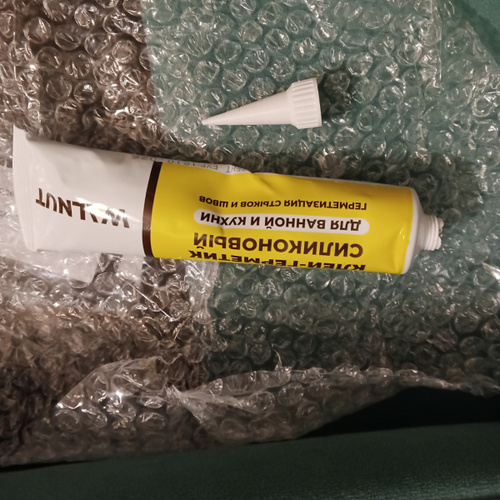 WALNUT
КЛЕЙ-ГЕРМЕТИК
СИЛИКОНОВЫЙ
ДЛЯ ВАННОЙ И КУХНИ
ГЕРМЕТИЗАЦИЯ СТЫКОВ И ШВОВ